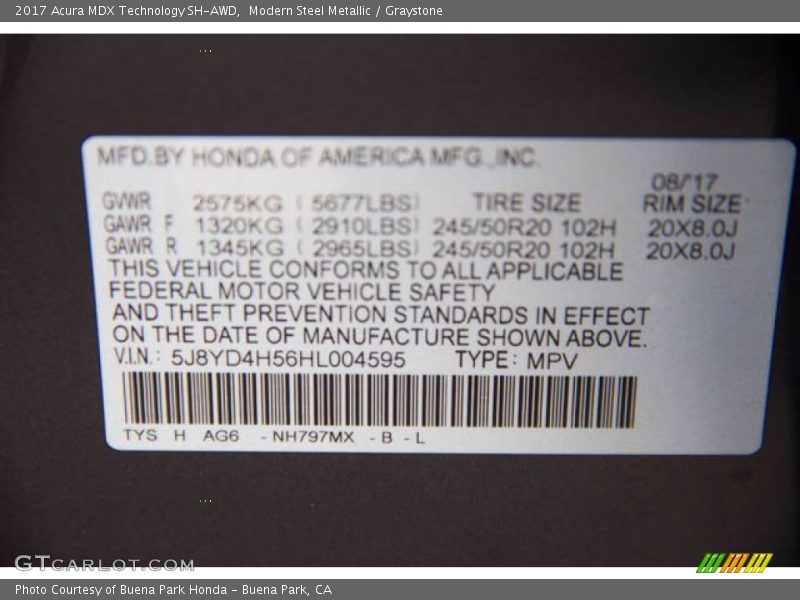 2017 Acura MDX Technology SH-AWD,  Modern Steel Metallic / Graystone
MFD.BY HONDA OF AMERICA MFG.,INC.
08/17
GVWR 2575KG ( 5677LBS) TIRE SIZE RIM SIZE
GAWR F 1320KG ( 2910LBS) 245/50R20 102H 20X8.0J
GAWR R 1345KG ( 2965LBS) 245/50R20 102H 20X8.0J
THIS VEHICLE CONFORMS TO ALL APPLICABLE
FEDERAL MOTOR VEHICLE SAFETY
AND THEFT PREVENTION STANDARDS IN EFFECT
ON THE DATE OF MANUFACTURE SHOWN ABOVE.
V.I.N.: 5J8YD4H56HL004595 TYPE: MPV
TYS H AG6 - NH797MX - B - L
GTCARLOT.COM
Photo Courtesy of Buena Park Honda - Buena Park, CA